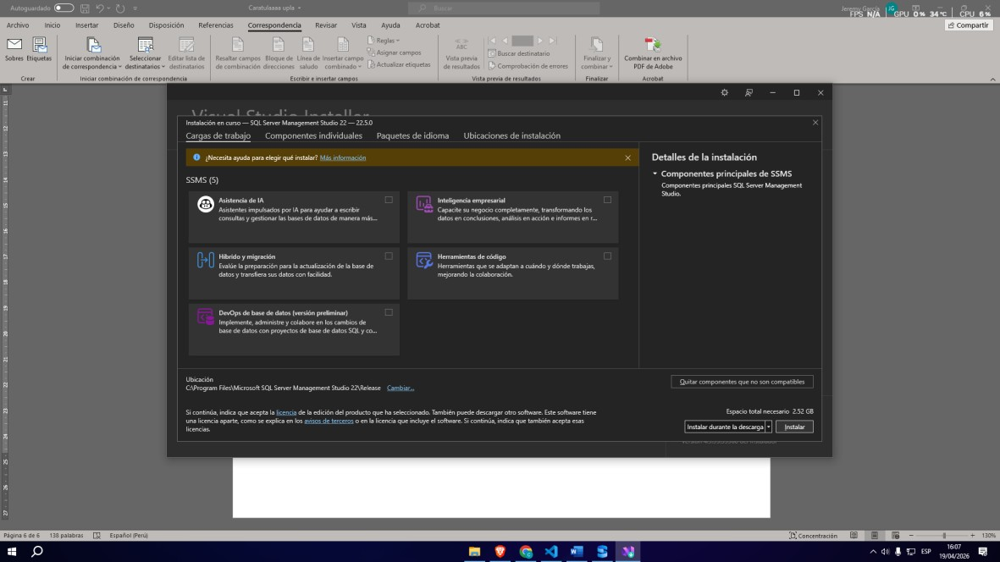 Autoguardado
Caratulaaaa upla
Buscar
Jeremy Garcia JG
FPS N/A GPU 0 % 34 °C CPU 6 %
Archivo Inicio Insertar Diseño Disposición Referencias Correspondencia Revisar Vista Ayuda Acrobat
Compartir
Sobres Etiquetas
Crear
Iniciar combinación de correspondencia
Seleccionar destinatarios
Editar lista de destinatarios
Iniciar combinación de correspondencia
Resaltar campos de combinación
Bloque de direcciones
Línea de saludo
Insertar campo combinado
Reglas
Asignar campos
Actualizar etiquetas
Escribir e insertar campos
ABC
Vista previa de resultados
Buscar destinatario
Comprobación de errores
Vista previa de resultados
Finalizar y combinar
Finalizar
Combinar en archivo PDF de Adobe
Acrobat
Visual Studio Installer
Instalación en curso — SQL Server Management Studio 22 — 22.5.0
Cargas de trabajo Componentes individuales Paquetes de idioma Ubicaciones de instalación
¿Necesita ayuda para elegir qué instalar? Más información
SSMS (5)
Asistencia de IA
Asistentes impulsados por IA para ayudar a escribir
consultas y gestionar las bases de datos de manera más...
Inteligencia empresarial
Capacite su negocio completamente, transformando los
datos en conclusiones, análisis en acción e informes en r...
Híbrido y migración
Evalúe la preparación para la actualización de la base de
datos y transfiera sus datos con facilidad.
Herramientas de código
Herramientas que se adaptan a cuándo y dónde trabajas,
mejorando la colaboración.
DevOps de base de datos (versión preliminar)
Implemente, administre y colabore en los cambios de
base de datos con proyectos de base de datos SQL y co...
Detalles de la instalación
Componentes principales de SSMS
Componentes principales SQL Server Management
Studio.
Ubicación
C:\Program Files\Microsoft SQL Server Management Studio 22\Release Cambiar...
Quitar componentes que no son compatibles
Si continúa, indica que acepta la licencia de la edición del producto que ha seleccionado. También puede descargar otro software. Este software tiene
una licencia aparte, como se explica en los avisos de terceros o en la licencia que incluye el software. Si continúa, indica que también acepta esas
licencias.
Espacio total necesario 2.52 GB
Instalar durante la descarga Instalar
Página 6 de 6 138 palabras Español (Perú)
Concentración
130%
ESP
16:07
19/04/2026